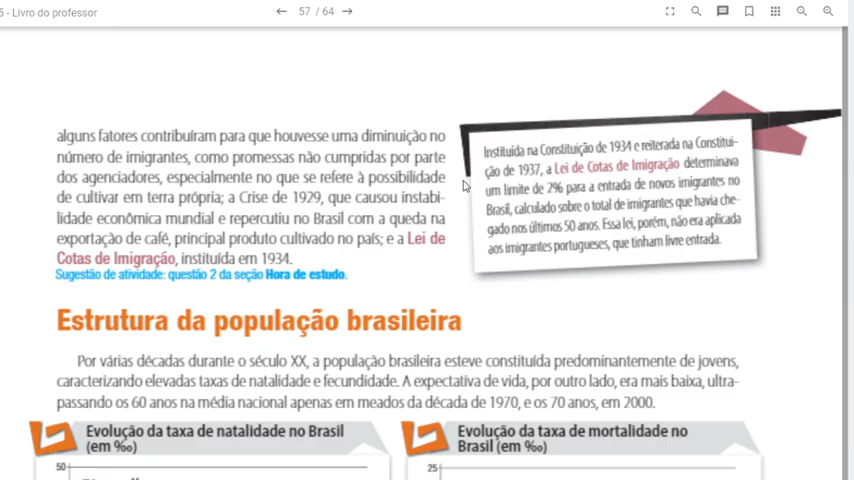 5 - Livro do professor
57 / 64
alguns fatores contribuíram para que houvesse uma diminuição no
número de imigrantes, como promessas não cumpridas por parte
dos agenciadores, especialmente no que se refere à possibilidade
de cultivar em terra própria; a Crise de 1929, que causou instabi-
lidade econômica mundial e repercutiu no Brasil com a queda na
exportação de café, principal produto cultivado no país; e a Lei de
Cotas de Imigração, instituída em 1934.
Sugestão de atividade: questão 2 da seção Hora de estudo.
Instituída na Constituição de 1934 e reiterada na Constitui-
ção de 1937, a Lei de Cotas de Imigração determinava
um limite de 2% para a entrada de novos imigrantes no
Brasil, calculado sobre o total de imigrantes que havia che-
gado nos últimos 50 anos. Essa lei, porém, não era aplicada
aos imigrantes portugueses, que tinham livre entrada.
Estrutura da população brasileira
Por várias décadas durante o século XX, a população brasileira esteve constituída predominantemente de jovens,
caracterizando elevadas taxas de natalidade e fecundidade. A expectativa de vida, por outro lado, era mais baixa, ultra-
passando os 60 anos na média nacional apenas em meados da década de 1970, e os 70 anos, em 2000.
Evolução da taxa de natalidade no Brasil
(em ‰)
50
Evolução da taxa de mortalidade no
Brasil (em ‰)
25